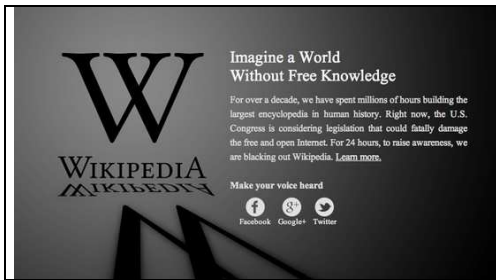 W
WIKIPEDIA
Imagine a World
Without Free Knowledge
For over a decade, we have spent millions of hours building the
largest encyclopedia in human history. Right now, the U.S.
Congress is considering legislation that could fatally damage
the free and open Internet. For 24 hours, to raise awareness, we
are blacking out Wikipedia. Learn more.
Make your voice heard
Facebook Google+ Twitter